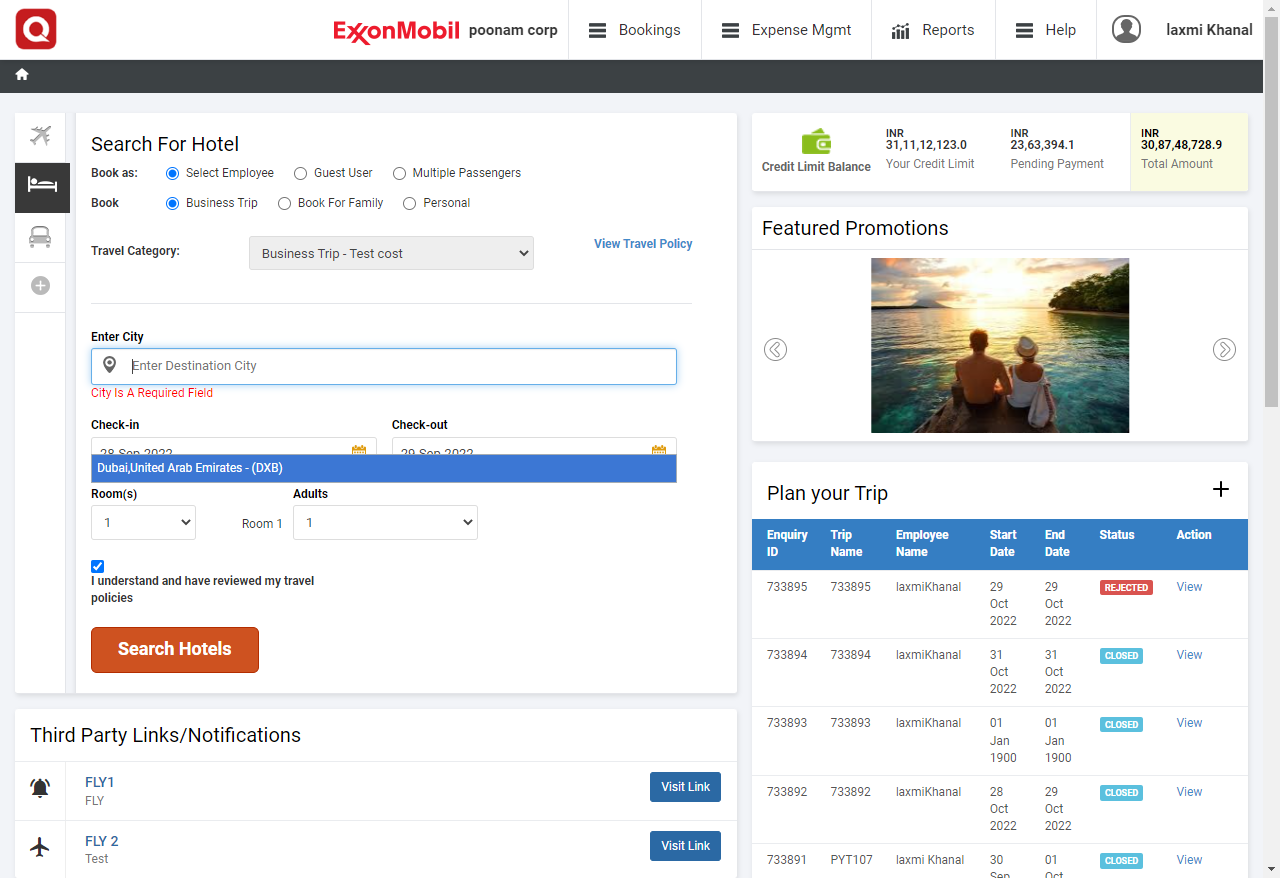 ExxonMobil poonam corp
Bookings
Expense Mgmt
Reports
Help
laxmi Khanal
Search For Hotel
Book as: Select Employee Guest User Multiple Passengers
Book Business Trip Book For Family Personal
Travel Category: Business Trip - Test cost View Travel Policy
Enter City
Enter Destination City
City Is A Required Field
Check-in Check-out
28 Sep 2022 29 Sep 2022
Dubai,United Arab Emirates - (DXB)
Room(s) Adults
1 Room 1 1
I understand and have reviewed my travel
policies
Search Hotels
Third Party Links/Notifications
FLY1
FLY
Visit Link
FLY 2
Test
Visit Link
Credit Limit Balance
INR
31,11,12,123.0
Your Credit Limit
INR
23,63,394.1
Pending Payment
INR
30,87,48,728.9
Total Amount
Featured Promotions
Plan your Trip
Enquiry ID Trip Name Employee Name Start Date End Date Status Action
733895 733895 laxmiKhanal 29 Oct 2022 29 Oct 2022 REJECTED View
733894 733894 laxmiKhanal 31 Oct 2022 31 Oct 2022 CLOSED View
733893 733893 laxmiKhanal 01 Jan 1900 01 Jan 1900 CLOSED View
733892 733892 laxmiKhanal 28 Oct 2022 29 Oct 2022 CLOSED View
733891 PYT107 laxmi Khanal 30 Sep 01 Oct CLOSED View